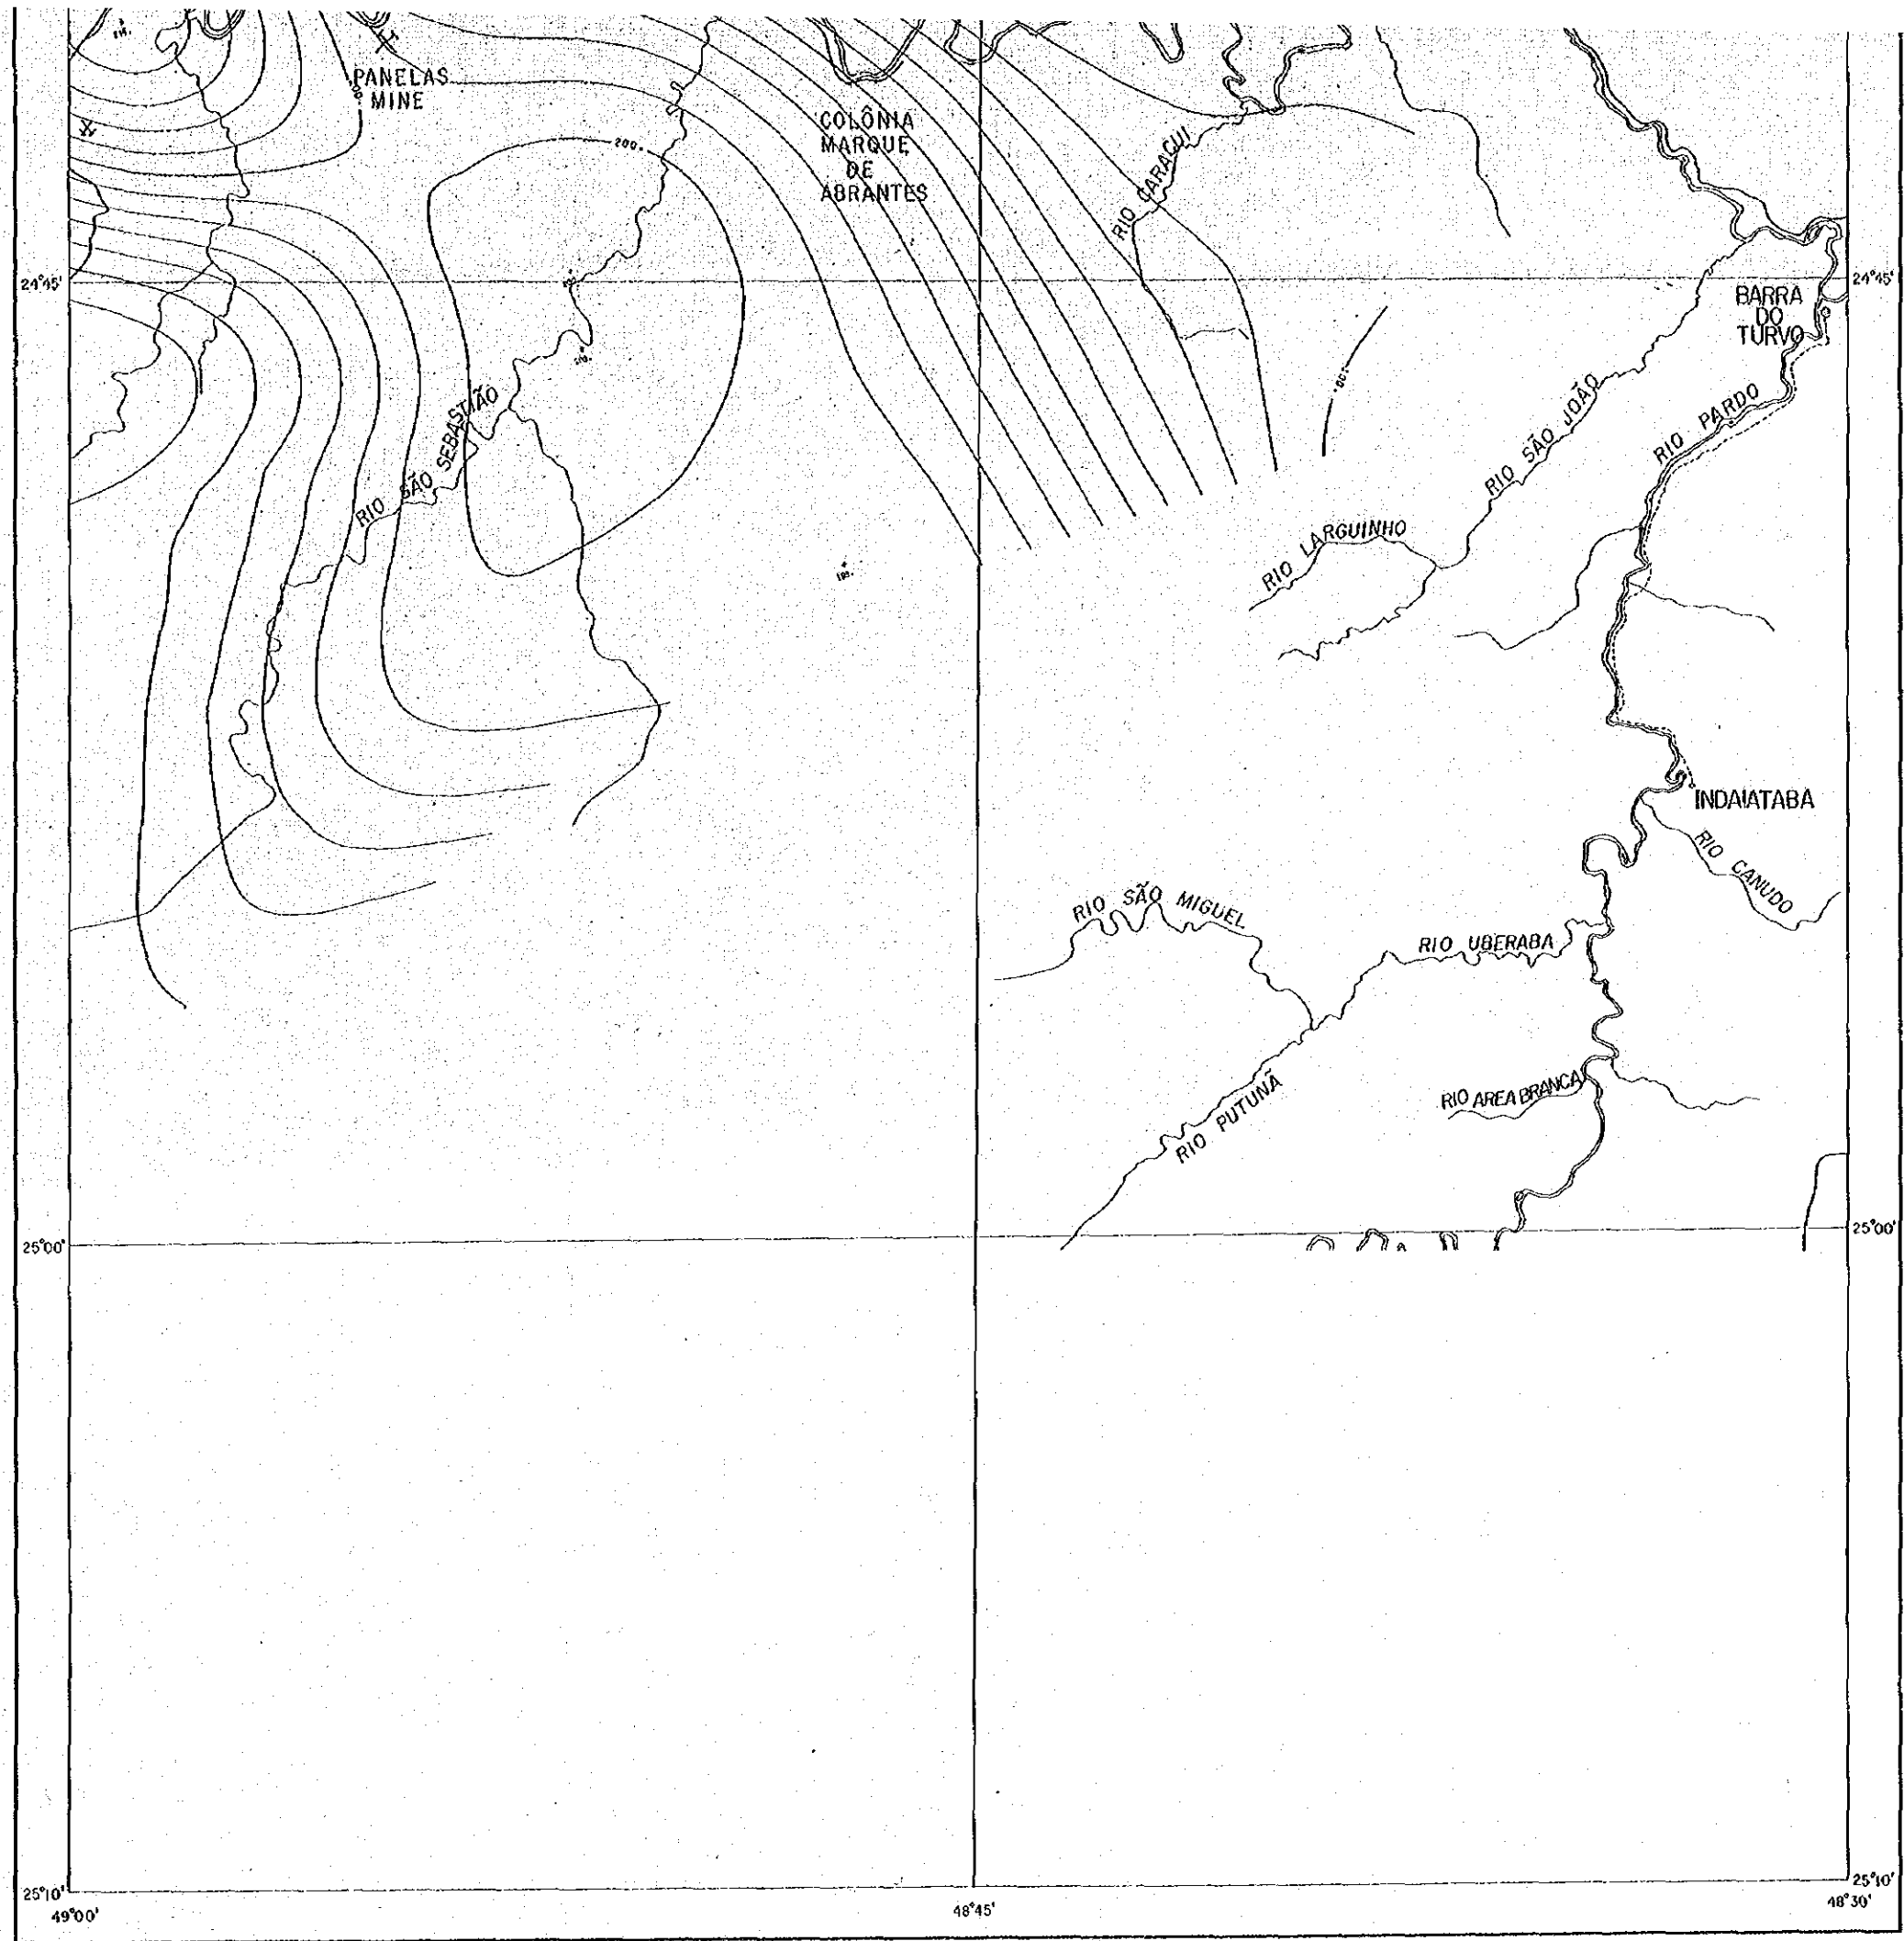 PANELAS
MINE
COLÔNIA
MARQUE
DE
ABRANTES
200.
RIO CARAQUI
24°45'
24°45'
BARRA
DO
TURVO
RIO SÃO SEBASTIÃO
RIO SÃO JOÃO
RIO PARDO
RIO LARGUINHO
INDAIATABA
RIO CANUDO
RIO SÃO MIGUEL
RIO UBERABA
RIO PUTUNÃ
RIO AREA BRANCA
25°00'
25°00'
25°10'
25°10'
49°00'
48°45'
48°30'